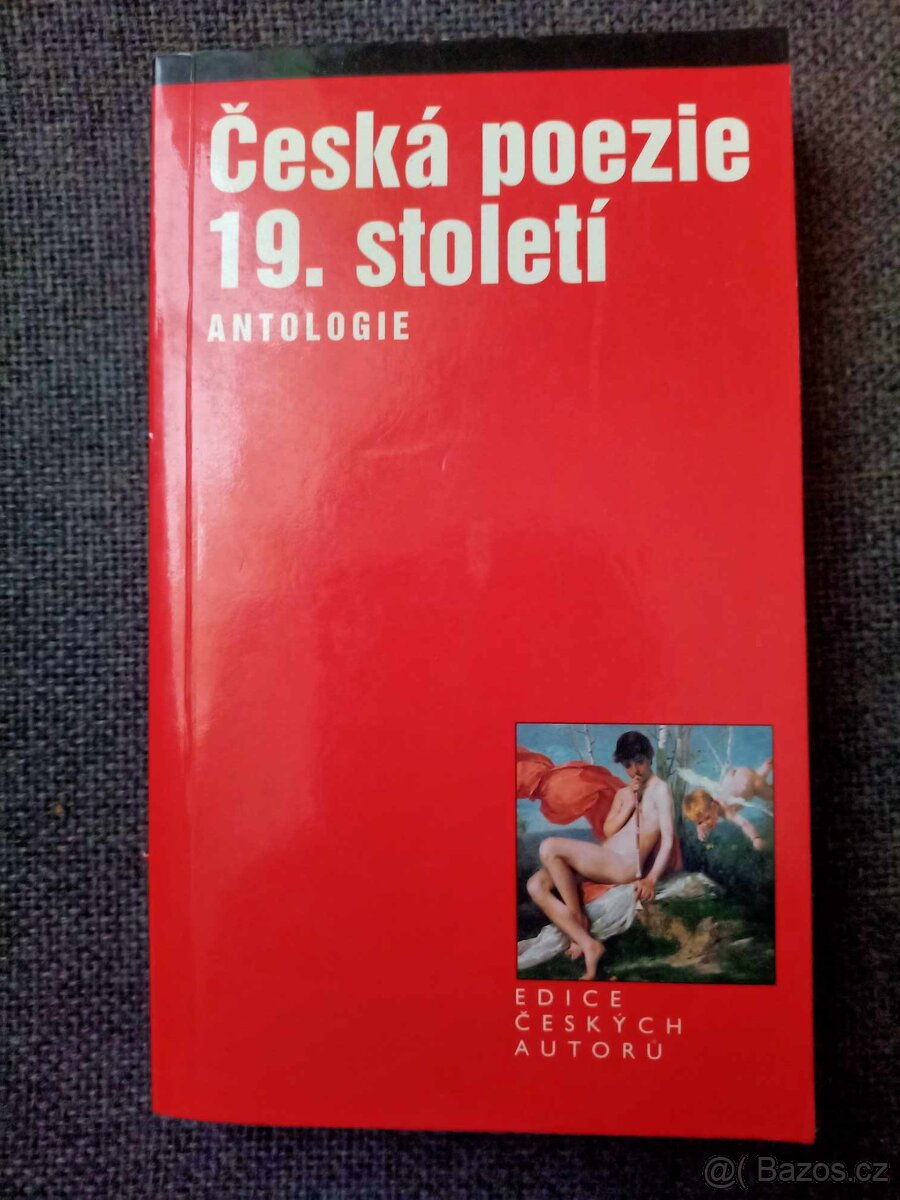 Česká poezie
19. století
ANTOLOGIE
EDICE
ČESKÝCH
AUTORŮ
@( Bazos.cz